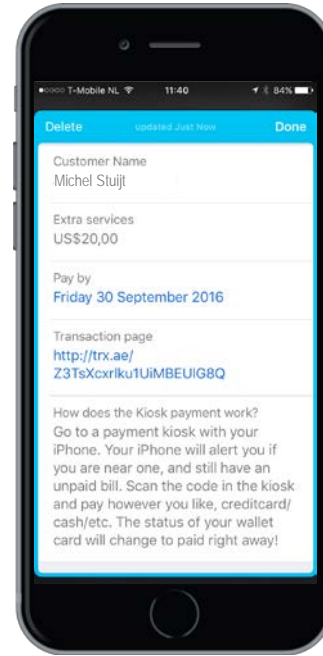 T-Mobile NL 11:40 84%
Delete updated Just Now Done
Customer Name
Michel Stuijt
Extra services
US$20,00
Pay by
Friday 30 September 2016
Transaction page
http://trx.ae/
Z3TsXcxrlku1UiMBEUlG8Q
How does the Kiosk payment work?
Go to a payment kiosk with your
iPhone. Your iPhone will alert you if
you are near one, and still have an
unpaid bill. Scan the code in the kiosk
and pay however you like, creditcard/
cash/etc. The status of your wallet
card will change to paid right away!